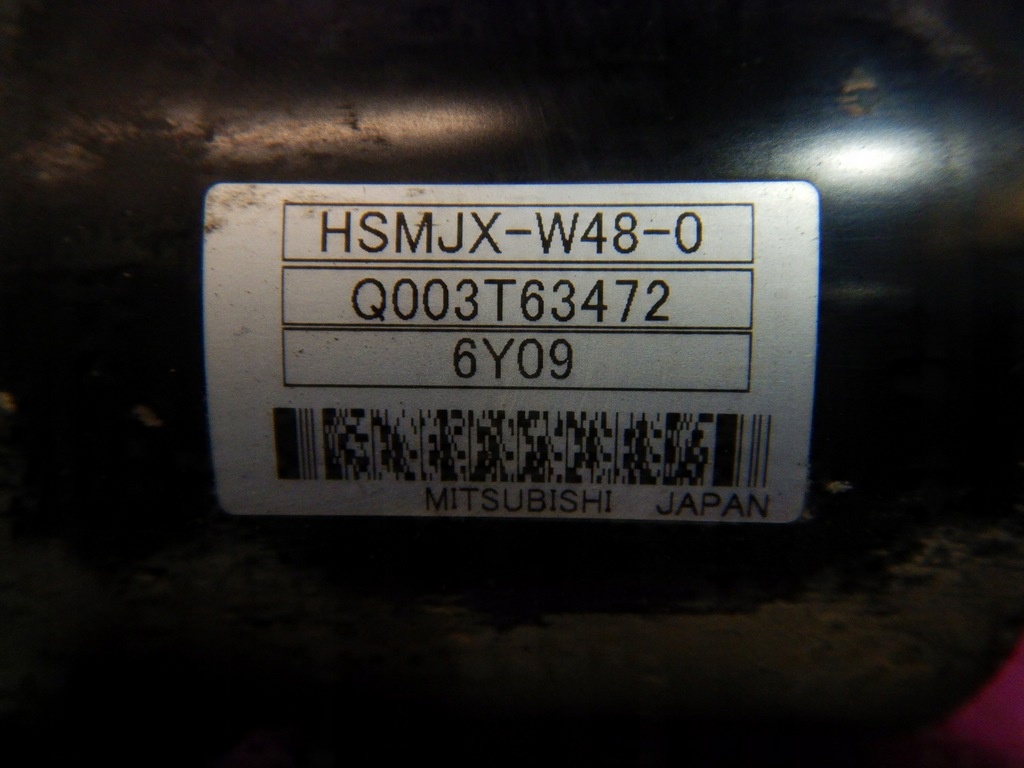 HSMJX-W48-0
Q003T63472
6Y09
MITSUBISHI JAPAN